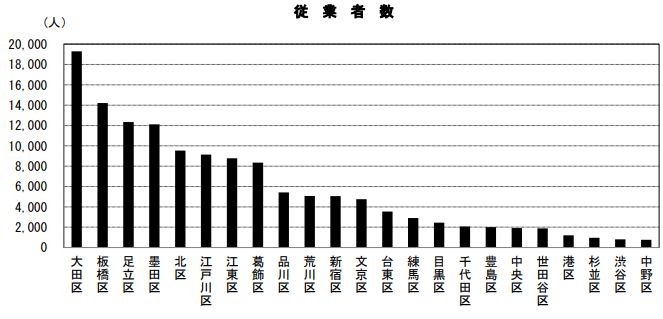 従業者数
（人）
20,000
18,000
16,000
14,000
12,000
10,000
8,000
6,000
4,000
2,000
0
大田区
板橋区
足立区
墨田区
北区
江戸川区
江東区
葛飾区
品川区
荒川区
新宿区
文京区
台東区
練馬区
目黒区
千代田区
豊島区
中央区
世田谷区
港区
杉並区
渋谷区
中野区